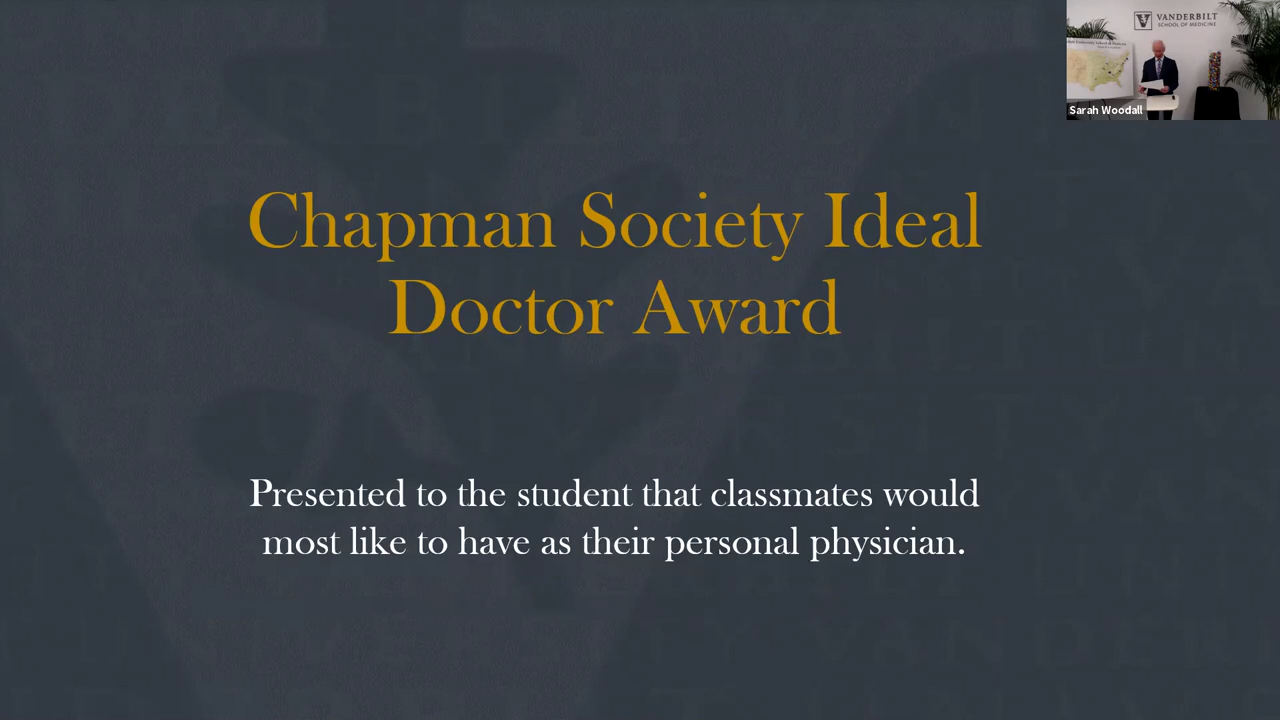 VANDERBILT
SCHOOL OF MEDICINE
Sarah Woodall
Chapman Society Ideal
Doctor Award
Presented to the student that classmates would
most like to have as their personal physician.